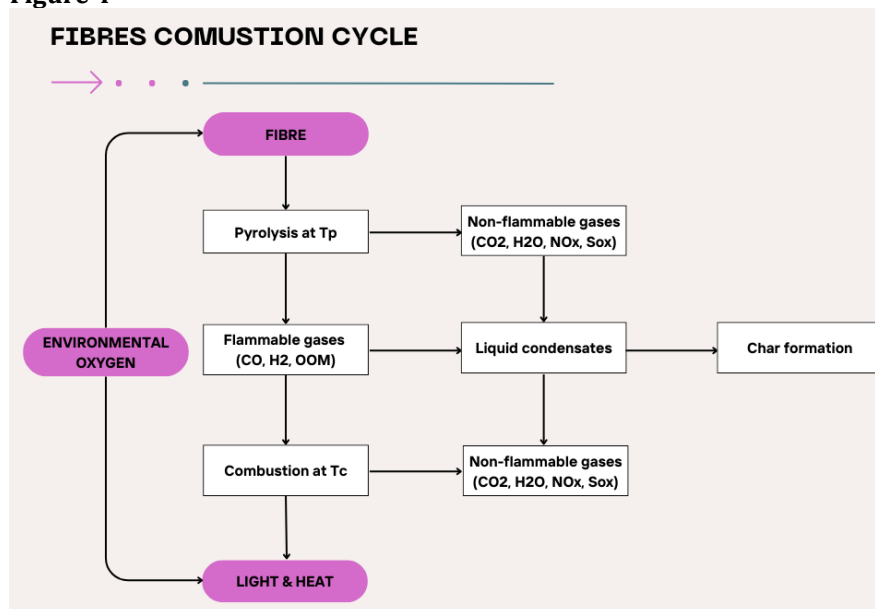 FIBRES COMUSTION CYCLE
FIBRE
Pyrolysis at Tp
Non-flammable gases
(CO2, H2O, NOx, Sox)
ENVIRONMENTAL
OXYGEN
Flammable gases
(CO, H2, OOM)
Liquid condensates
Char formation
Combustion at Tc
Non-flammable gases
(CO2, H2O, NOx, Sox)
LIGHT & HEAT